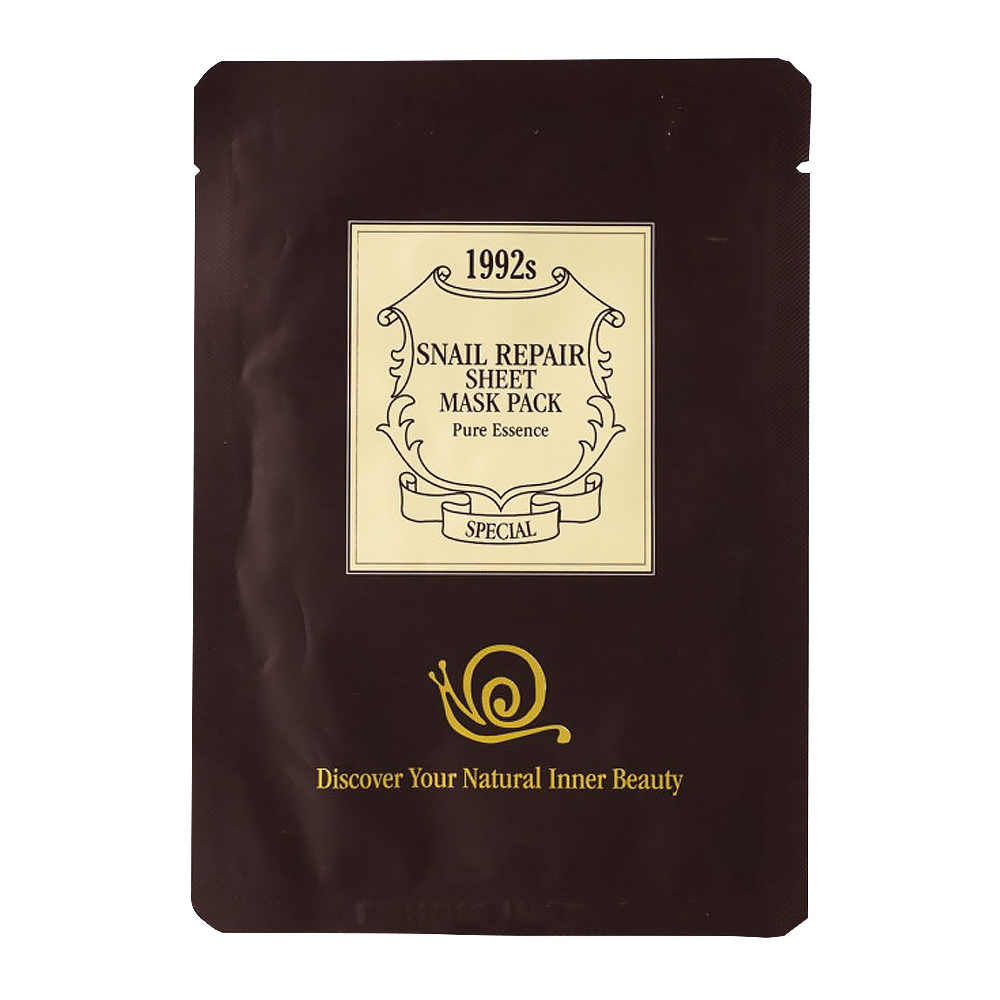 1992s
SNAIL REPAIR
SHEET
MASK PACK
Pure Essence
SPECIAL
Discover Your Natural Inner Beauty